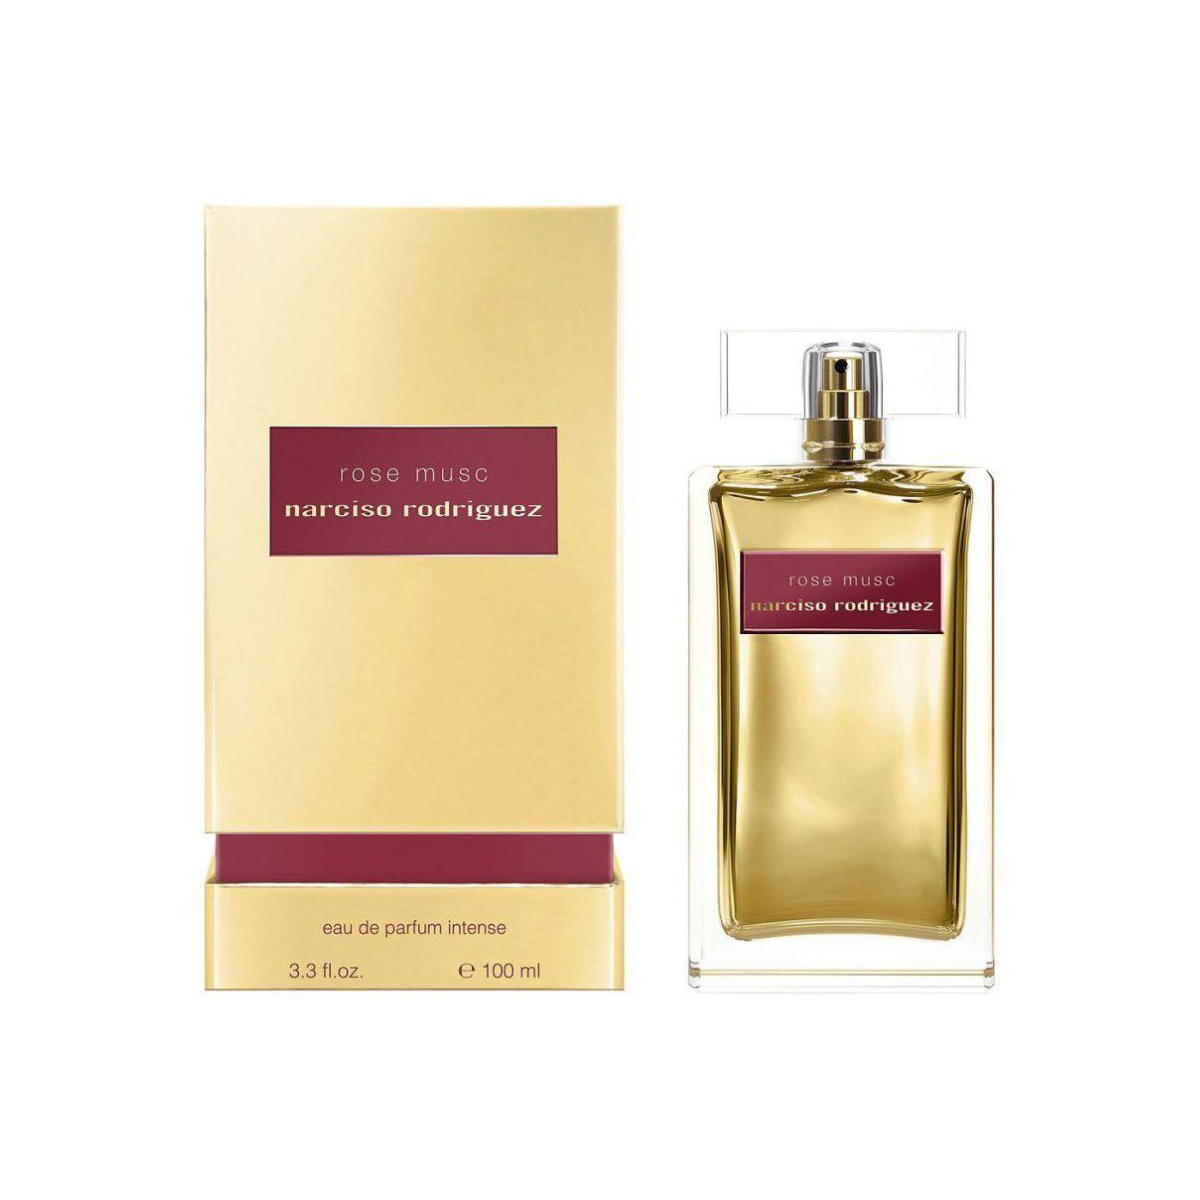 rose musc
narciso rodriguez
eau de parfum intense
3.3 fl.oz. ℮ 100 ml
rose musc
narciso rodriguez